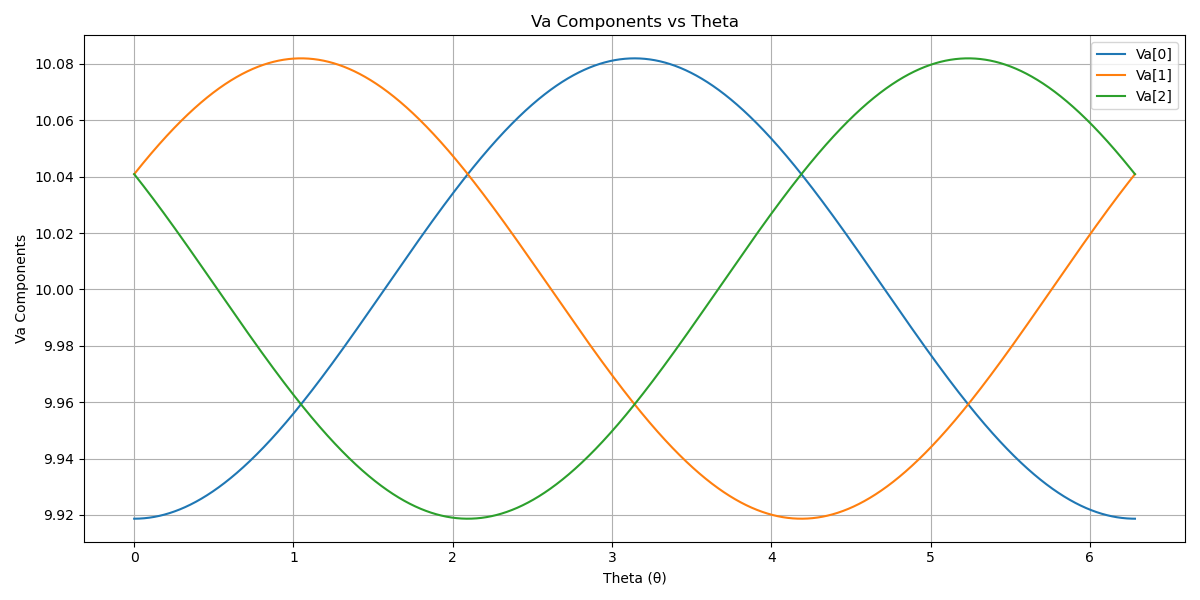 Va Components vs Theta
Va[0]
Va[1]
Va[2]
Va Components
10.08
10.06
10.04
10.02
10.00
9.98
9.96
9.94
9.92
0 1 2 3 4 5 6
Theta (θ)